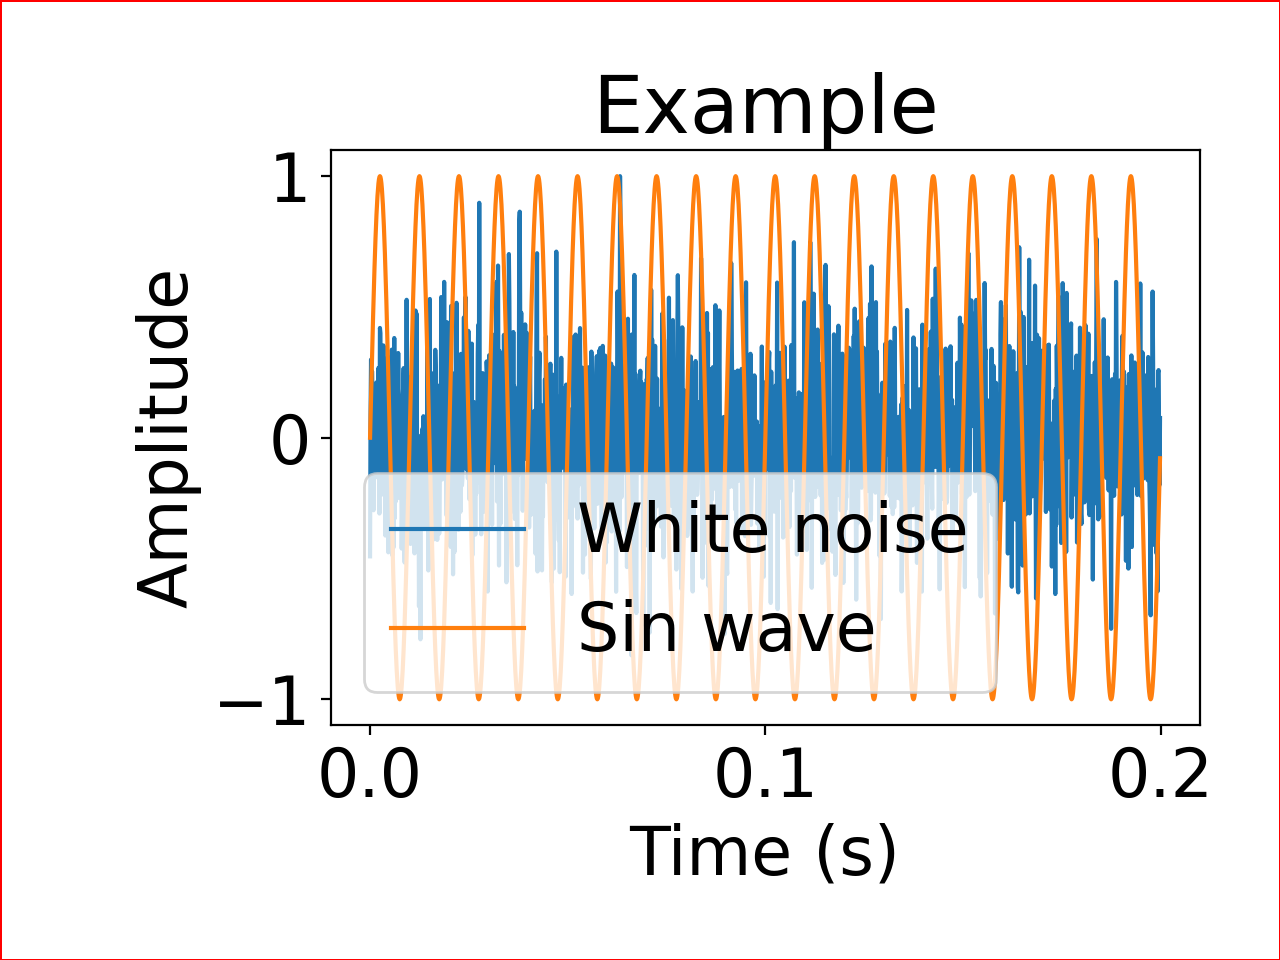 Example
Amplitude
1
0
−1
White noise
Sin wave
0.0 0.1 0.2
Time (s)